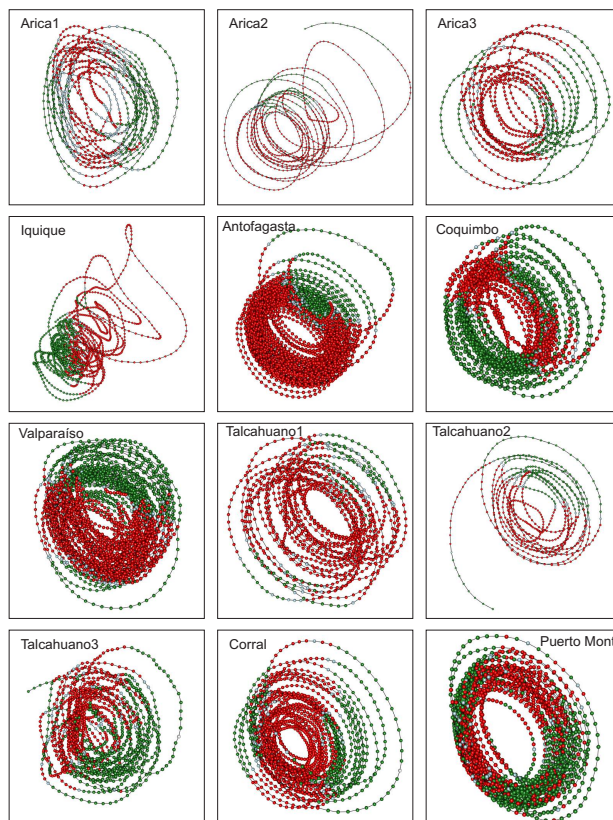 Arica1
Arica2
Arica3
Iquique
Antofagasta
Coquimbo
Valparaíso
Talcahuano1
Talcahuano2
Talcahuano3
Corral
Puerto Mont